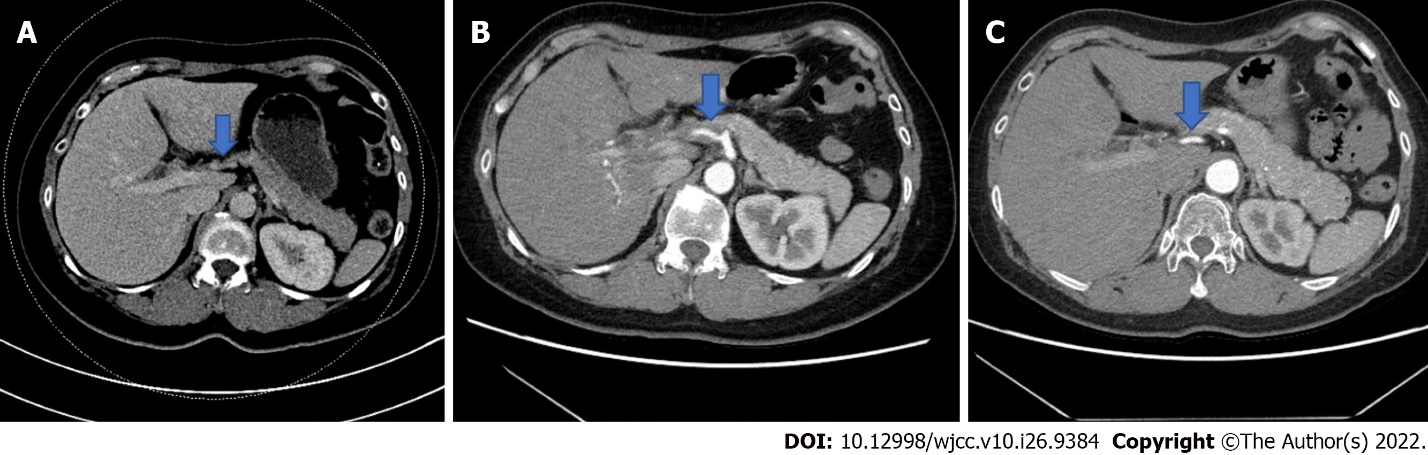 A
B
C
DOI: 10.12998/wjcc.v10.i26.9384 Copyright ©The Author(s) 2022.